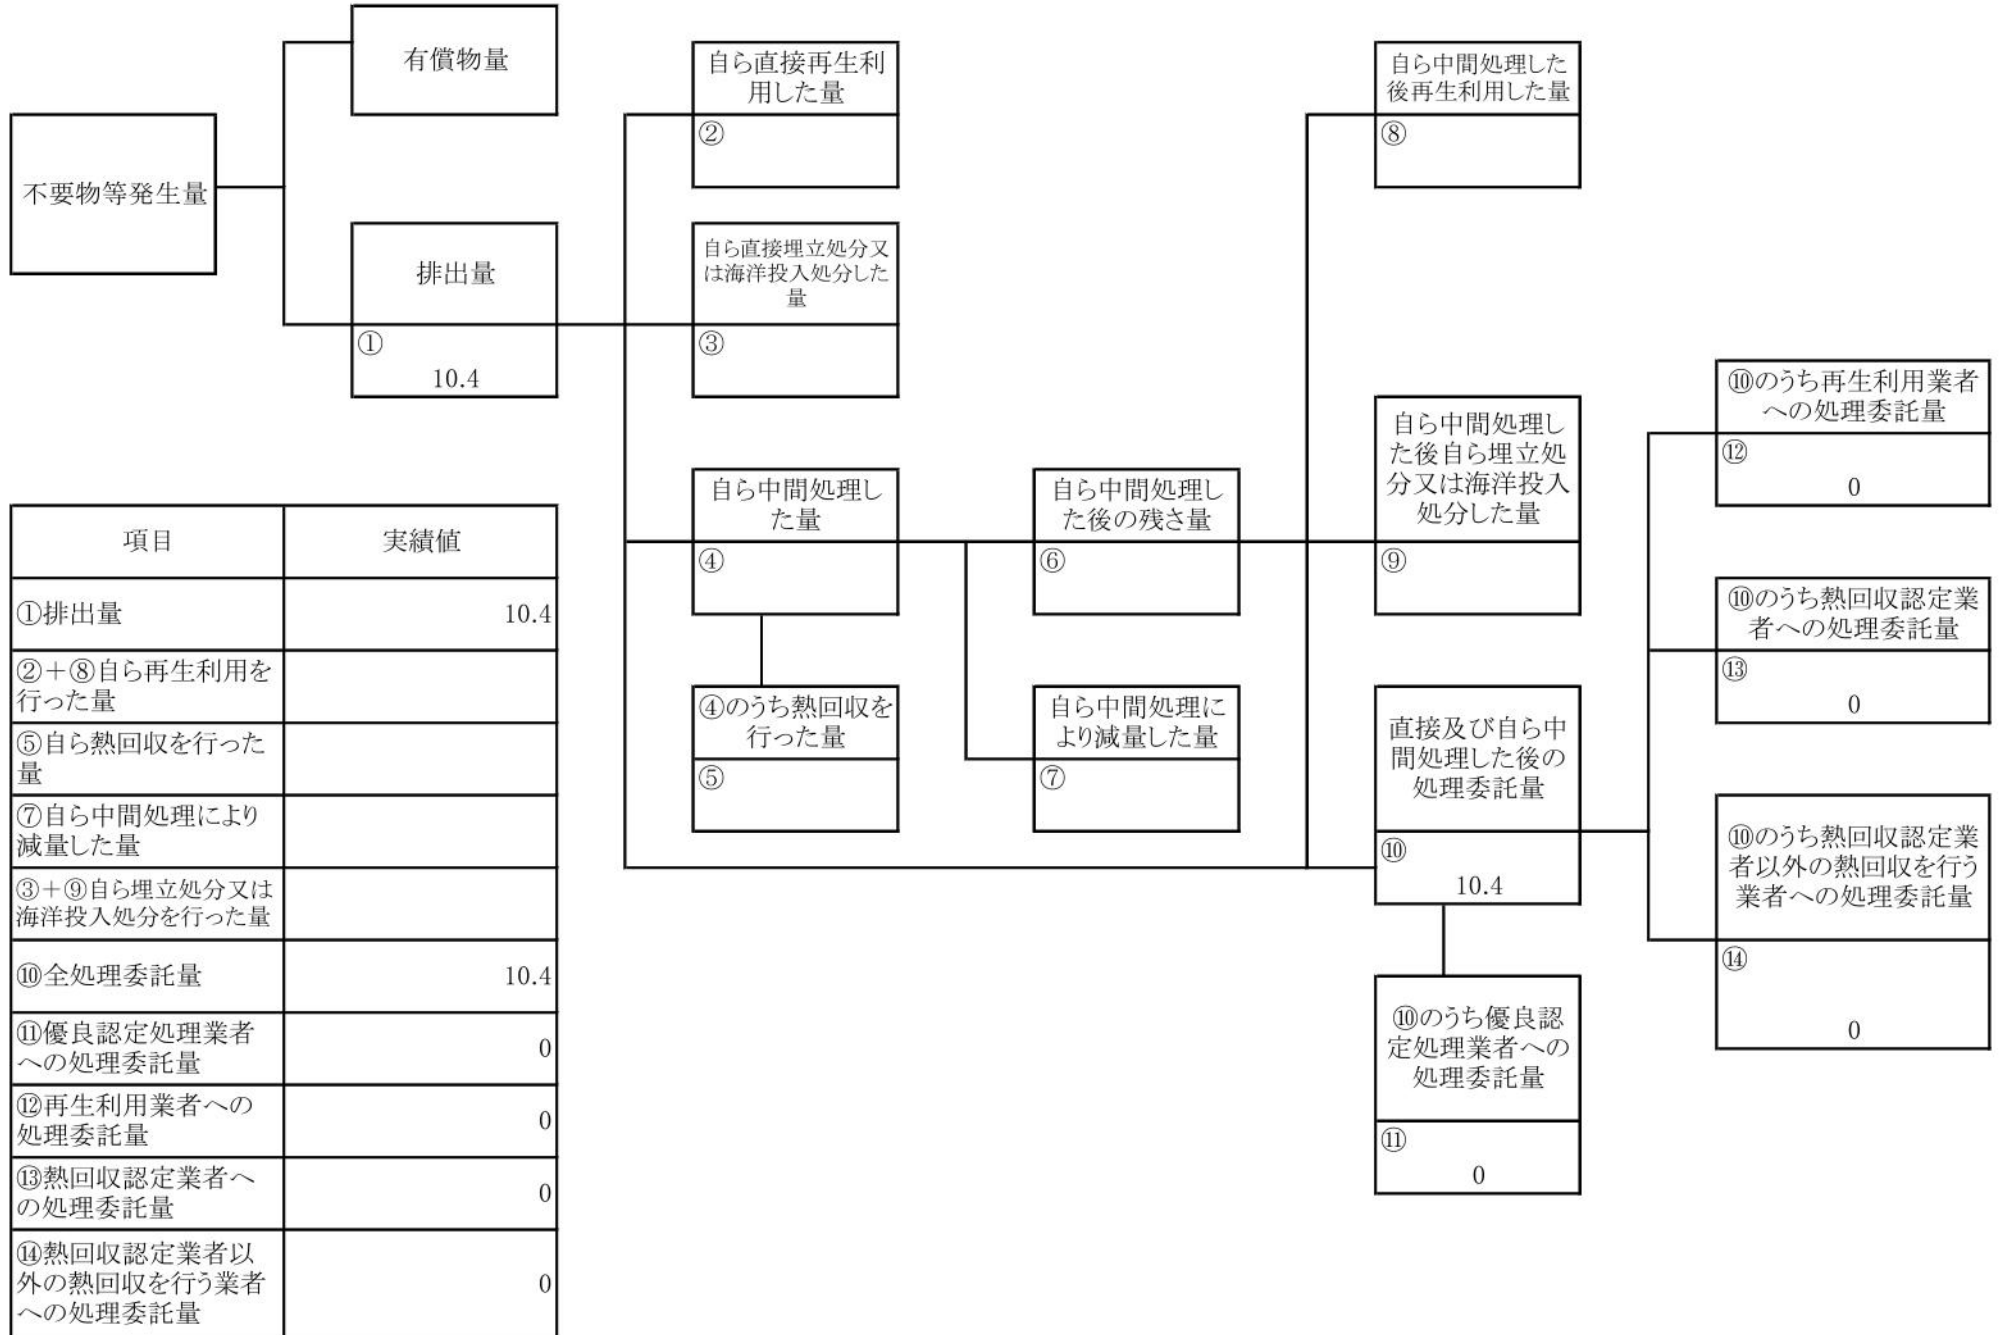 有償物量
不要物等発生量
排出量
①
10.4
自ら直接再生利
用した量
②
自ら直接埋立処分又
は海洋投入処分した
量
③
自ら中間処理し
た量
④
④のうち熱回収を
行った量
⑤
自ら中間処理し
た後の残さ量
⑥
自ら中間処理に
より減量した量
⑦
自ら中間処理した
後再生利用した量
⑧
自ら中間処理し
た後自ら埋立処
分又は海洋投入
処分した量
⑨
直接及び自ら中
間処理した後の
処理委託量
⑩
10.4
⑩のうち優良認
定処理業者への
処理委託量
⑪
0
⑩のうち再生利用業者
への処理委託量
⑫
0
⑩のうち熱回収認定業
者への処理委託量
⑬
0
⑩のうち熱回収認定業
者以外の熱回収を行う
業者への処理委託量
⑭
0
項目 実績値
①排出量 10.4
②＋⑧自ら再生利用を
行った量
⑤自ら熱回収を行った
量
⑦自ら中間処理により
減量した量
③＋⑨自ら埋立処分又は
海洋投入処分を行った量
⑩全処理委託量 10.4
⑪優良認定処理業者
への処理委託量 0
⑫再生利用業者への
処理委託量 0
⑬熱回収認定業者へ
の処理委託量 0
⑭熱回収認定業者以
外の熱回収を行う業者
への処理委託量 0